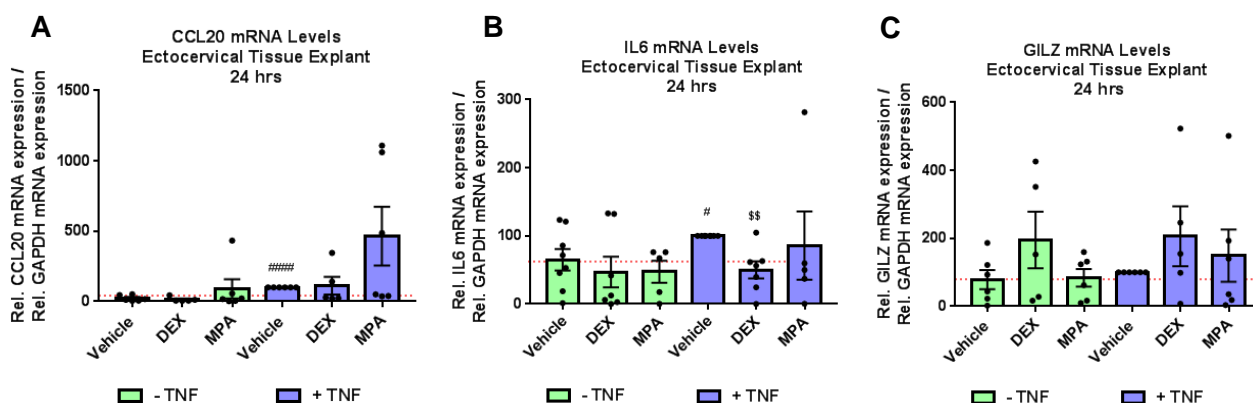 A
CCL20 mRNA Levels
Ectocervical Tissue Explant
24 hrs
Rel. CCL20 mRNA expression /
Rel. GAPDH mRNA expression
1500
1000
500
0
####
Vehicle
DEX
MPA
Vehicle
DEX
MPA
- TNF
+ TNF
B
IL6 mRNA Levels
Ectocervical Tissue Explant
24 hrs
Rel. IL6 mRNA expression /
Rel. GAPDH mRNA expression
300
200
100
0
#
$$
Vehicle
DEX
MPA
Vehicle
DEX
MPA
- TNF
+ TNF
C
GILZ mRNA Levels
Ectocervical Tissue Explant
24 hrs
Rel. GILZ mRNA expression /
Rel. GAPDH mRNA expression
600
400
200
0
Vehicle
DEX
MPA
Vehicle
DEX
MPA
- TNF
+ TNF